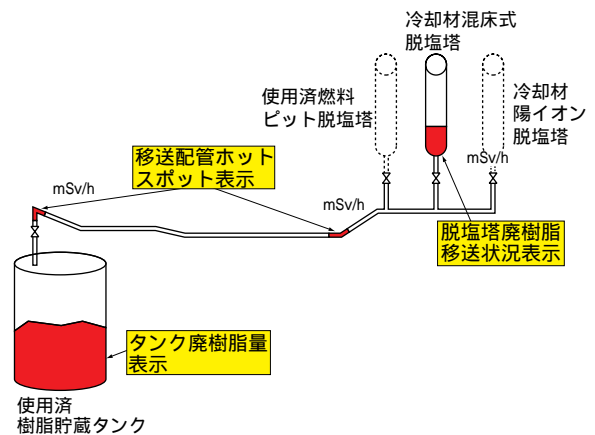 冷却材混床式
脱塩塔
使用済燃料
ピット脱塩塔
冷却材
陽イオン
脱塩塔
mSv/h
移送配管ホット
スポット表示
mSv/h
mSv/h
脱塩塔廃樹脂
移送状況表示
タンク廃樹脂量
表示
使用済
樹脂貯蔵タンク